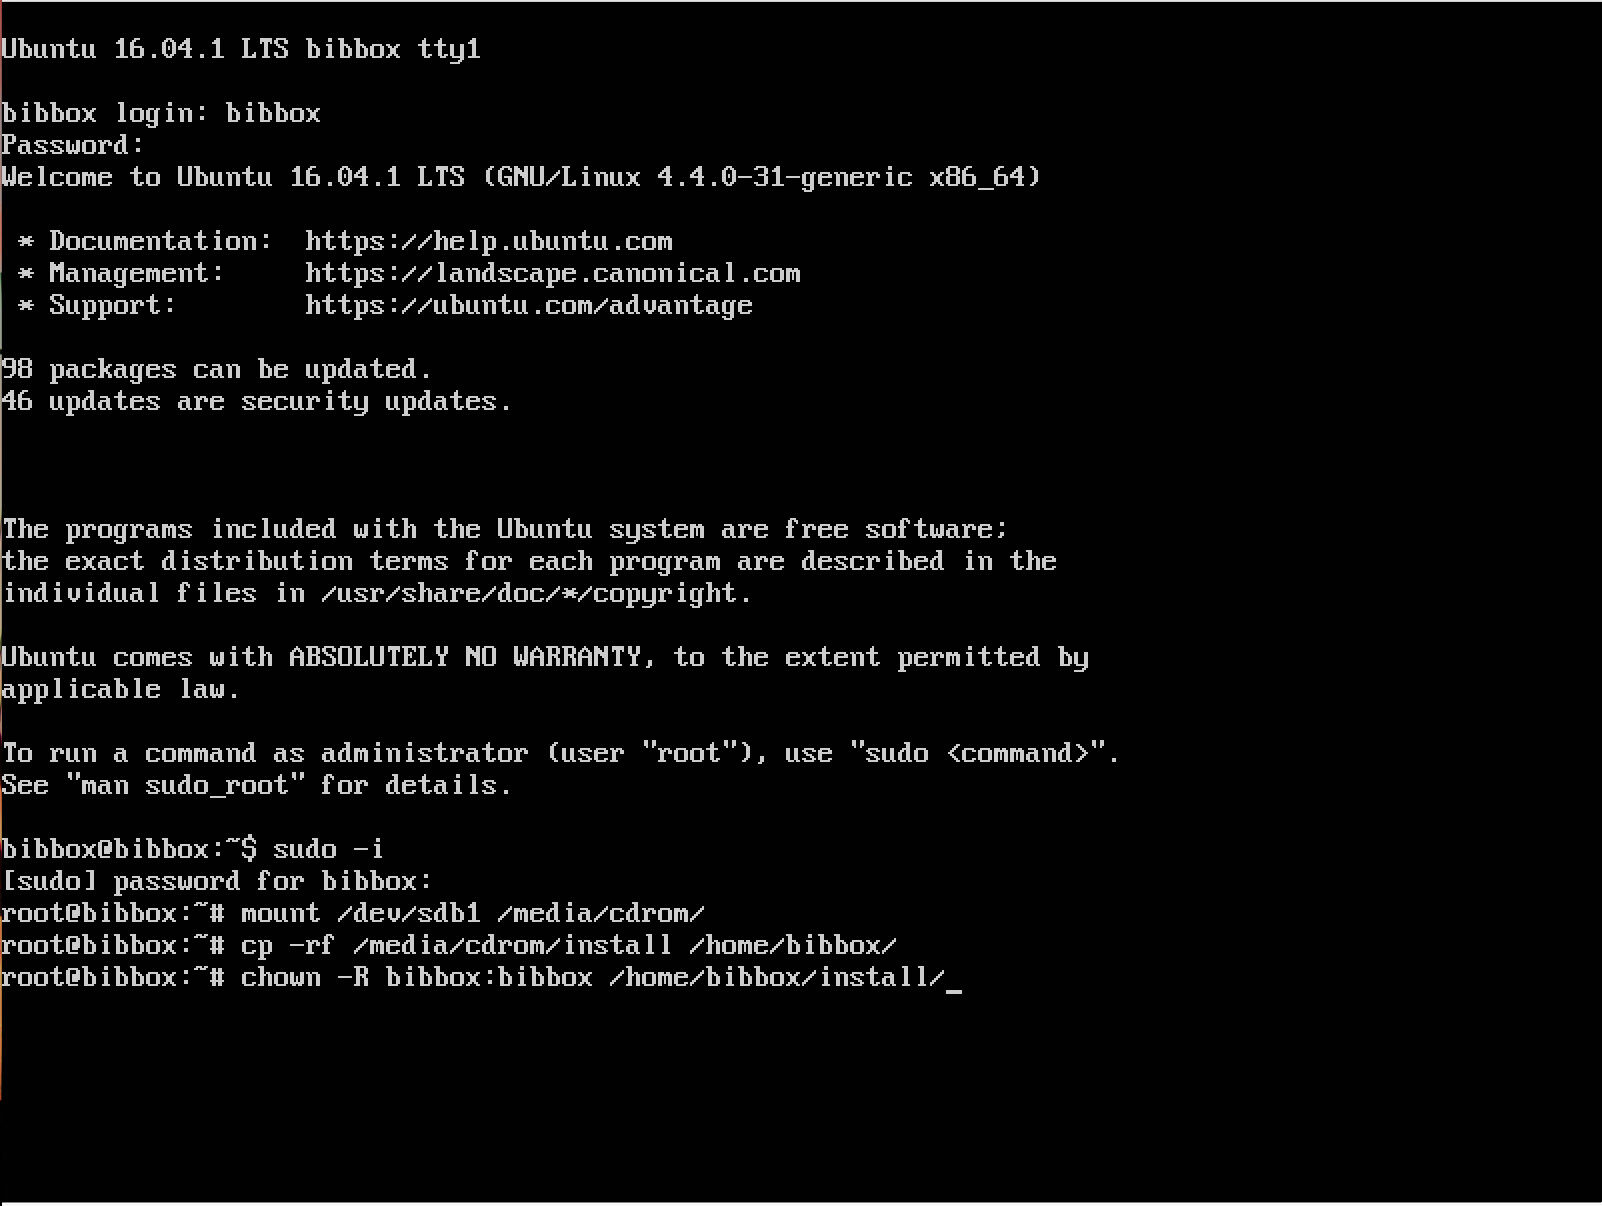 Ubuntu 16.04.1 LTS bibbox tty1
bibbox login: bibbox
Password:
Welcome to Ubuntu 16.04.1 LTS (GNU/Linux 4.4.0-31-generic x86_64)
* Documentation:  https://help.ubuntu.com
* Management:     https://landscape.canonical.com
* Support:        https://ubuntu.com/advantage
98 packages can be updated.
46 updates are security updates.
The programs included with the Ubuntu system are free software;
the exact distribution terms for each program are described in the
individual files in /usr/share/doc/*/copyright.
Ubuntu comes with ABSOLUTELY NO WARRANTY, to the extent permitted by
applicable law.
To run a command as administrator (user "root"), use "sudo <command>".
See "man sudo_root" for details.
bibbox@bibbox:~$ sudo -i
[sudo] password for bibbox:
root@bibbox:~# mount /dev/sdb1 /media/cdrom/
root@bibbox:~# cp -rf /media/cdrom/install /home/bibbox/
root@bibbox:~# chown -R bibbox:bibbox /home/bibbox/install/_